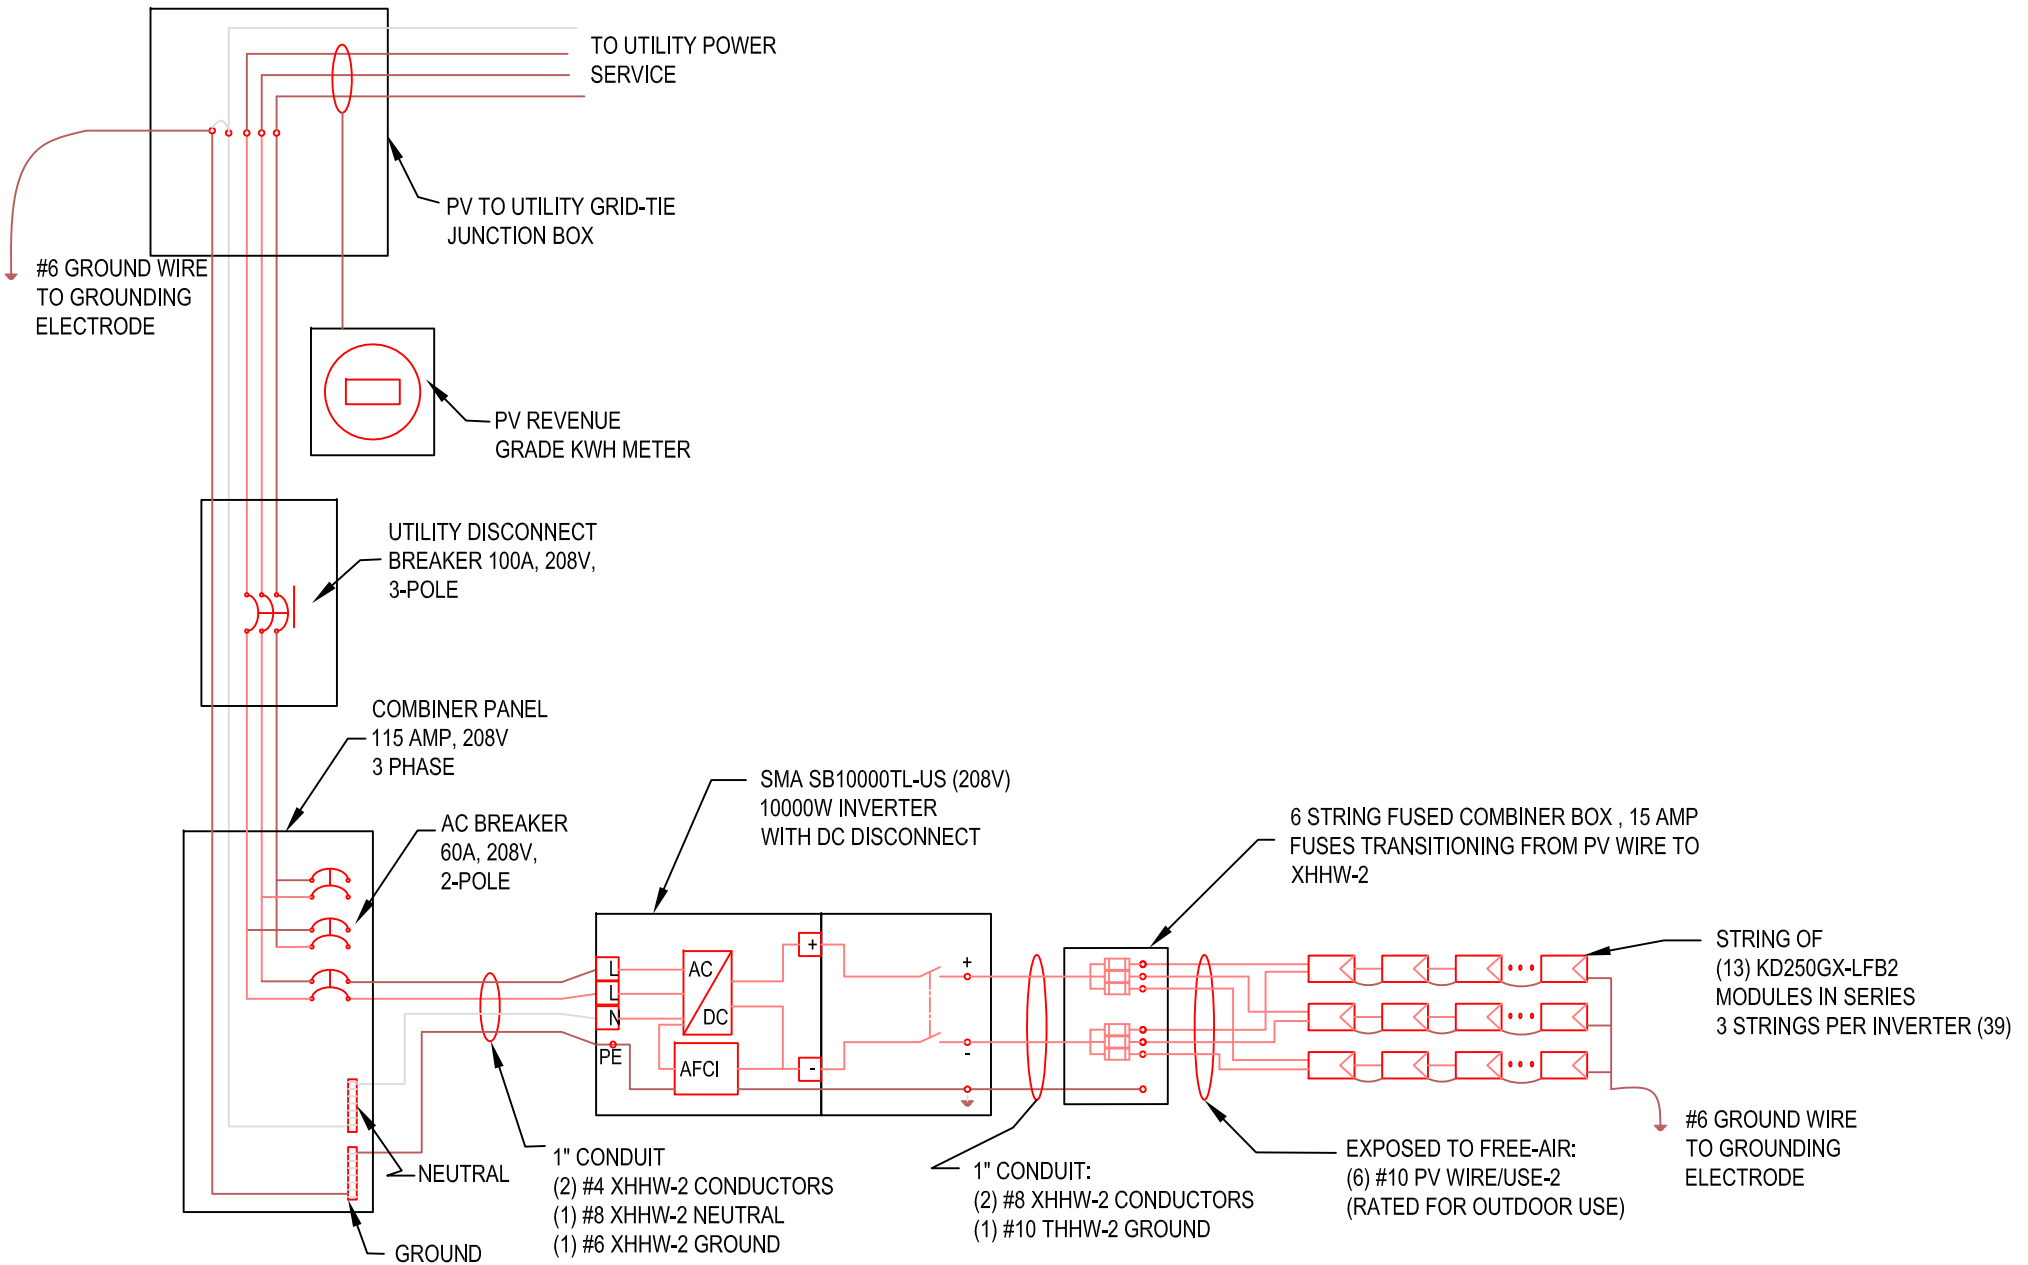 TO UTILITY POWER
SERVICE
PV TO UTILITY GRID-TIE
JUNCTION BOX
#6 GROUND WIRE
TO GROUNDING
ELECTRODE
PV REVENUE
GRADE KWH METER
UTILITY DISCONNECT
BREAKER 100A, 208V,
3-POLE
COMBINER PANEL
115 AMP, 208V
3 PHASE
AC BREAKER
60A, 208V,
2-POLE
SMA SB10000TL-US (208V)
10000W INVERTER
WITH DC DISCONNECT
6 STRING FUSED COMBINER BOX , 15 AMP
FUSES TRANSITIONING FROM PV WIRE TO
XHHW-2
STRING OF
(13) KD250GX-LFB2
MODULES IN SERIES
3 STRINGS PER INVERTER (39)
L
L
N
PE
AC
DC
AFCI
+
-
+
-
#6 GROUND WIRE
TO GROUNDING
ELECTRODE
NEUTRAL
GROUND
1" CONDUIT
(2) #4 XHHW-2 CONDUCTORS
(1) #8 XHHW-2 NEUTRAL
(1) #6 XHHW-2 GROUND
1" CONDUIT:
(2) #8 XHHW-2 CONDUCTORS
(1) #10 THHW-2 GROUND
EXPOSED TO FREE-AIR:
(6) #10 PV WIRE/USE-2
(RATED FOR OUTDOOR USE)